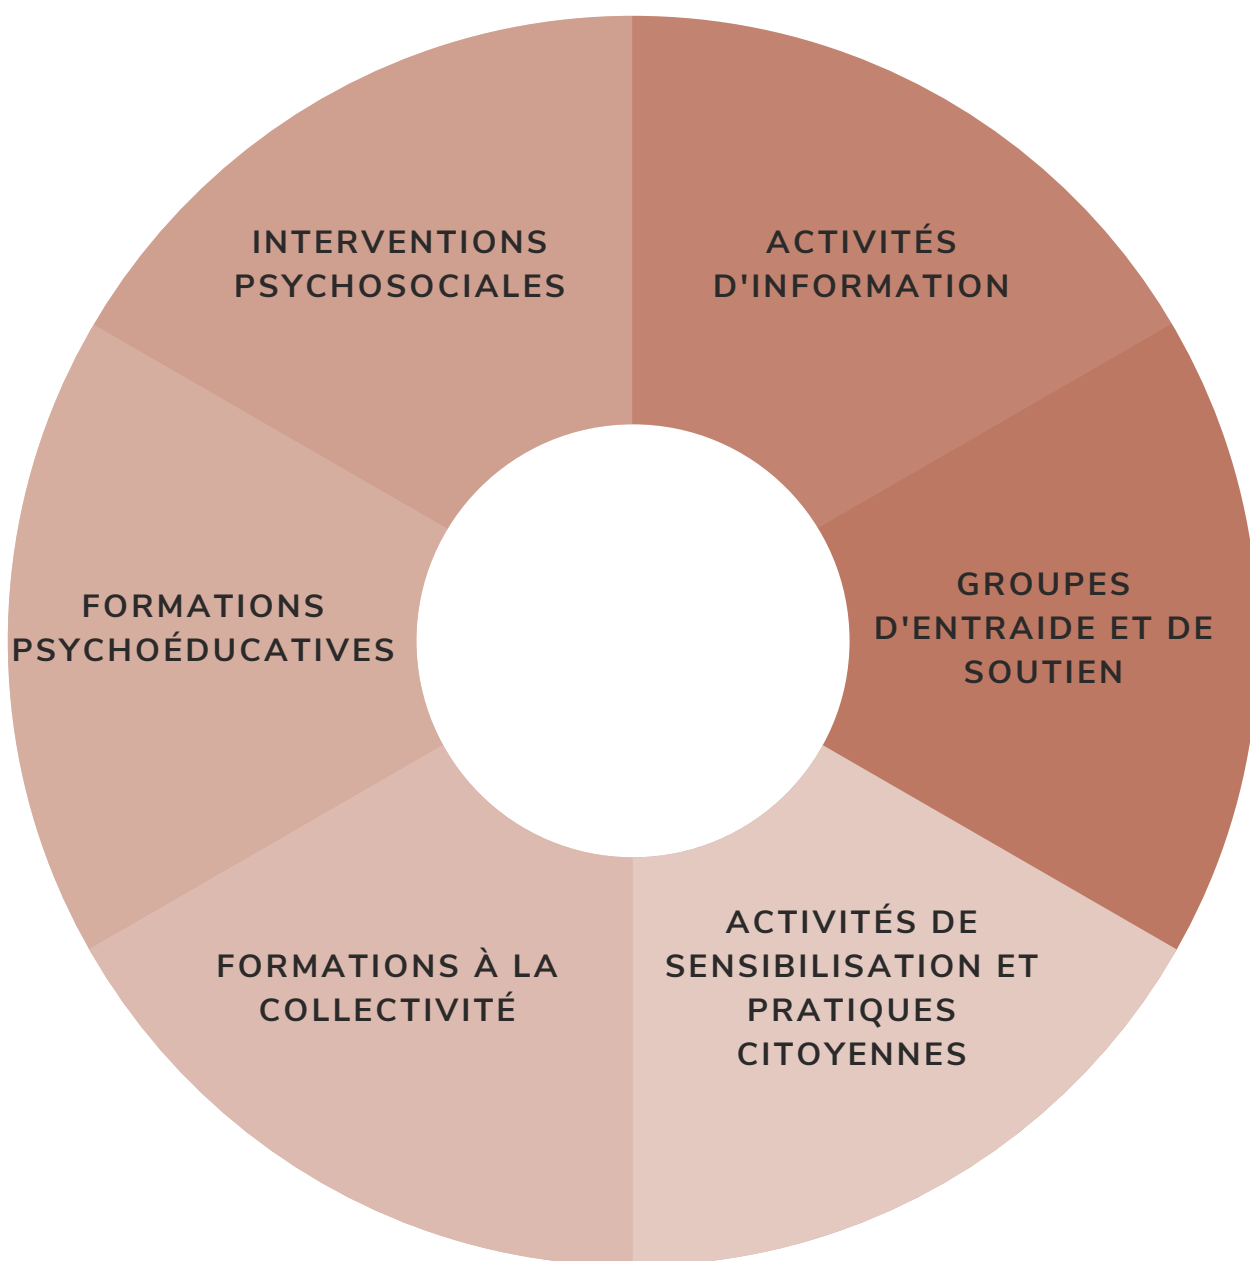 INTERVENTIONS
PSYCHOSOCIALES
ACTIVITÉS
D'INFORMATION
GROUPES
D'ENTRAIDE ET DE
SOUTIEN
ACTIVITÉS DE
SENSIBILISATION ET
PRATIQUES
CITOYENNES
FORMATIONS À LA
COLLECTIVITÉ
FORMATIONS
PSYCHOÉDUCATIVES